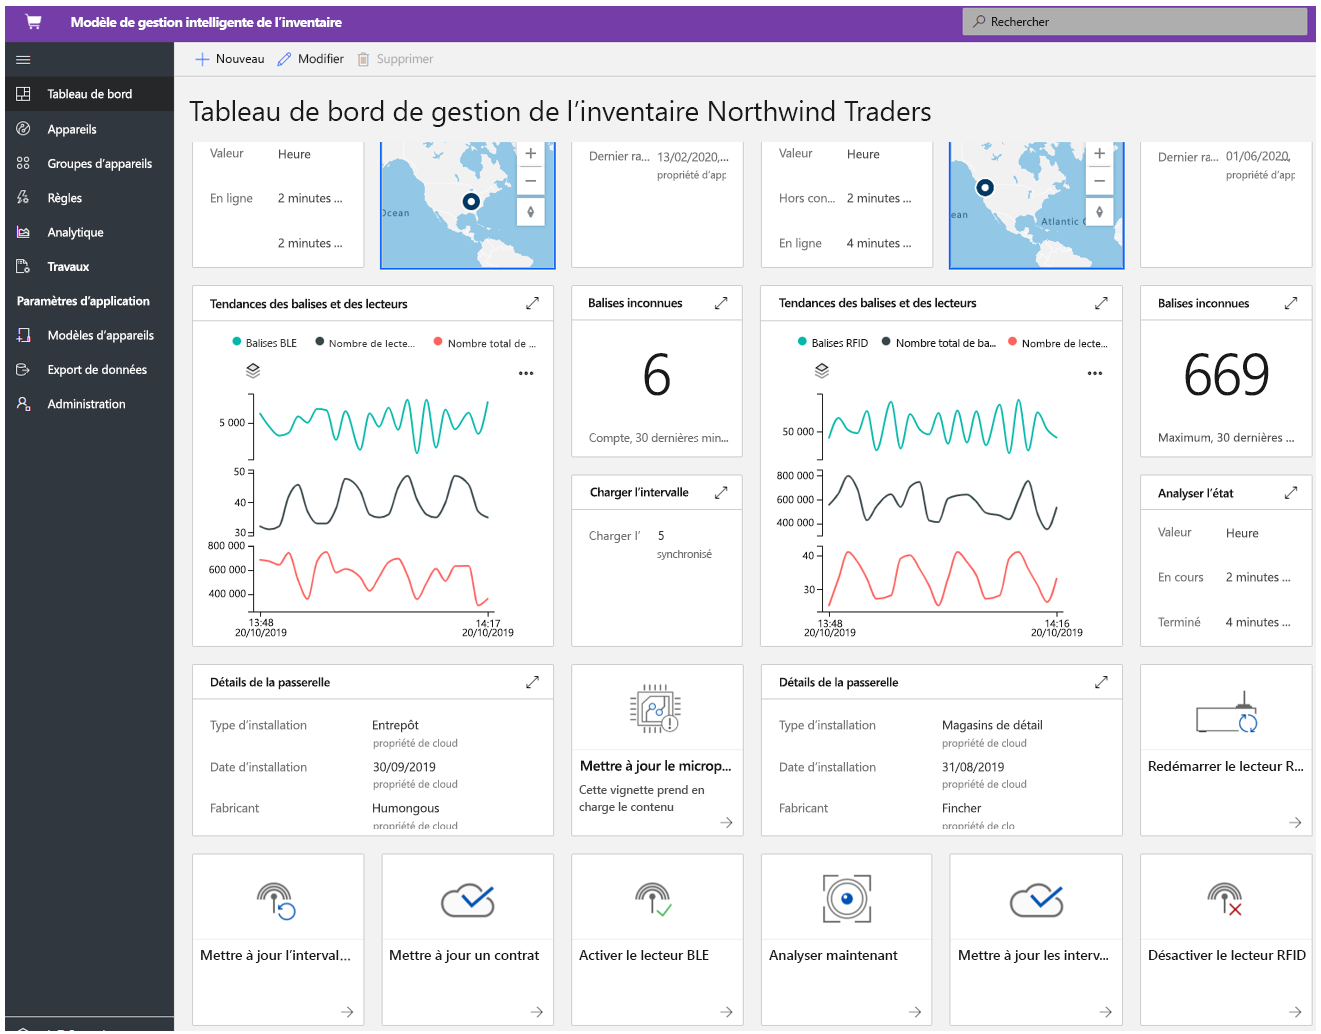 Modèle de gestion intelligente de l’inventaire
Rechercher
Nouveau
Modifier
Supprimer
Tableau de bord
Appareils
Groupes d’appareils
Règles
Analytique
Travaux
Paramètres d’application
Modèles d’appareils
Export de données
Administration
Tableau de bord de gestion de l’inventaire Northwind Traders
Valeur Heure
En ligne 2 minutes ...
2 minutes ...
Ocean
Dernier ra... 13/02/2020,...
propriété d’app
Valeur Heure
Hors con... 2 minutes ...
En ligne 4 minutes ...
ean
Atlantic
Dernier ra... 01/06/2020,
propriété d’app
Tendances des balises et des lecteurs
Balises BLE Nombre de lecte... Nombre total de ...
5 000
50
40
30
800 000
600 000
400 000
13:48 14:17
20/10/2019 20/10/2019
Balises inconnues
6
Compte, 30 dernières min...
Charger l’intervalle
Charger l’ 5
synchronisé
Tendances des balises et des lecteurs
Balises RFID Nombre total de ba... Nombre de lecte...
50 000
800 000
600 000
400 000
40
30
13:48 14:16
20/10/2019 20/10/2019
Balises inconnues
669
Maximum, 30 dernières ...
Analyser l’état
Valeur Heure
En cours 2 minutes ...
Terminé 4 minutes ...
Détails de la passerelle
Type d’installation Entrepôt
propriété de cloud
Date d’installation 30/09/2019
propriété de cloud
Fabricant Humongous
propriété de cloud
Mettre à jour le microp...
Cette vignette prend en
charge le contenu
Détails de la passerelle
Type d’installation Magasins de détail
propriété de cloud
Date d’installation 31/08/2019
propriété de cloud
Fabricant Fincher
propriété de clo
Redémarrer le lecteur R...
Mettre à jour l’interval...
Mettre à jour un contrat
Activer le lecteur BLE
Analyser maintenant
Mettre à jour les interv...
Désactiver le lecteur RFID